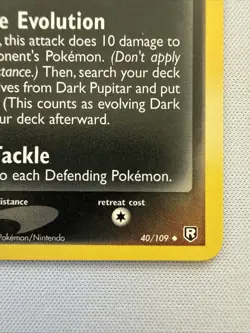 e Evolution
, this attack does 10 damage to
onent's Pokémon. (Don't apply
stance.) Then, search your deck
lves from Dark Pupitar and put
(This counts as evolving Dark
ur deck afterward.
Tackle
to each Defending Pokémon.
istance retreat cost
Pokémon/Nintendo 40/109 ◆ R